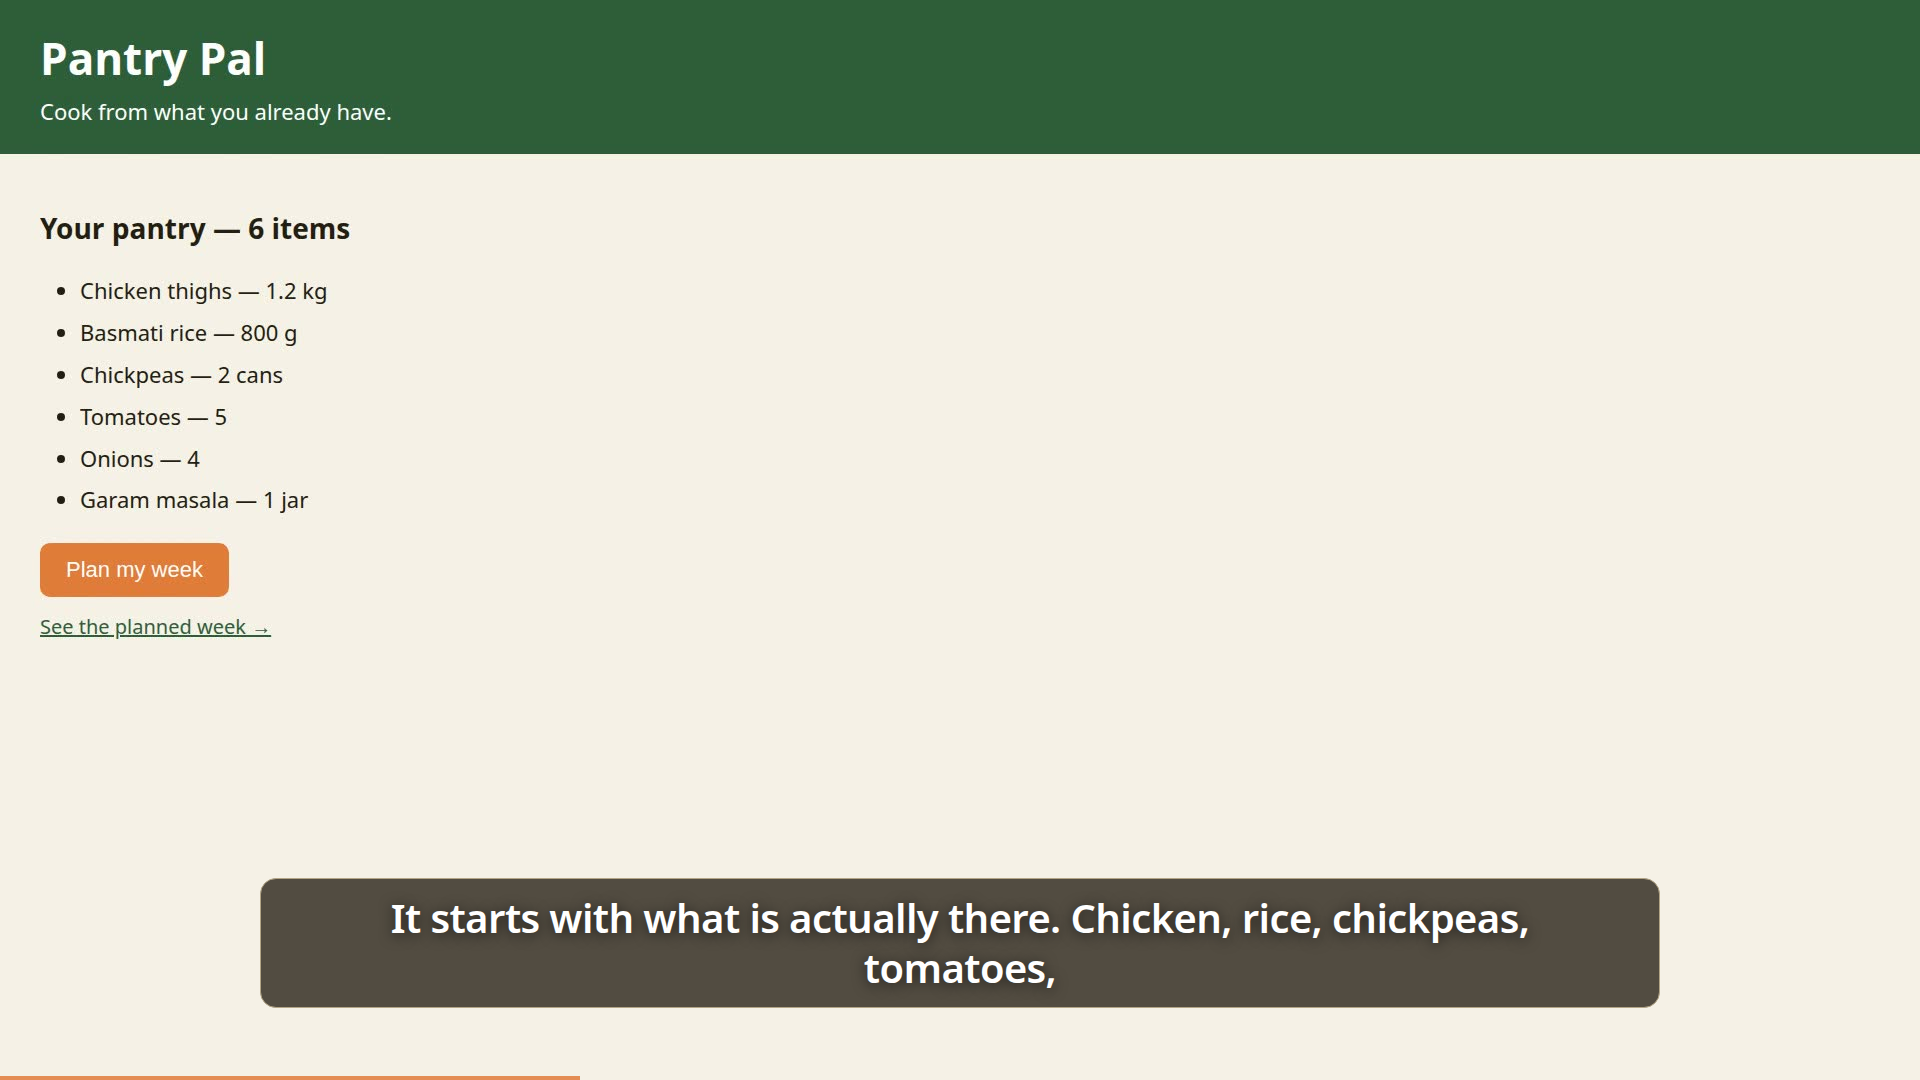 Pantry Pal
Cook from what you already have.
Your pantry — 6 items
Chicken thighs — 1.2 kg
Basmati rice — 800 g
Chickpeas — 2 cans
Tomatoes — 5
Onions — 4
Garam masala — 1 jar
Plan my week
See the planned week →
It starts with what is actually there. Chicken, rice, chickpeas,
tomatoes,